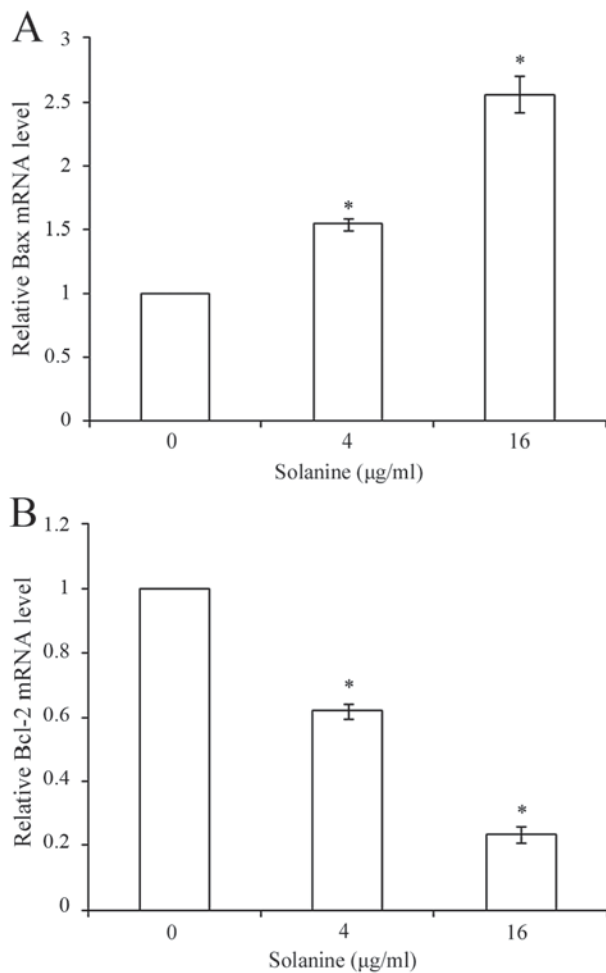 A
3
2.5
2
1.5
1
0.5
0
Relative Bax mRNA level
*
*
0 4 16
Solanine (μg/ml)
B
1.2
1
0.8
0.6
0.4
0.2
0
Relative Bcl-2 mRNA level
*
*
0 4 16
Solanine (μg/ml)